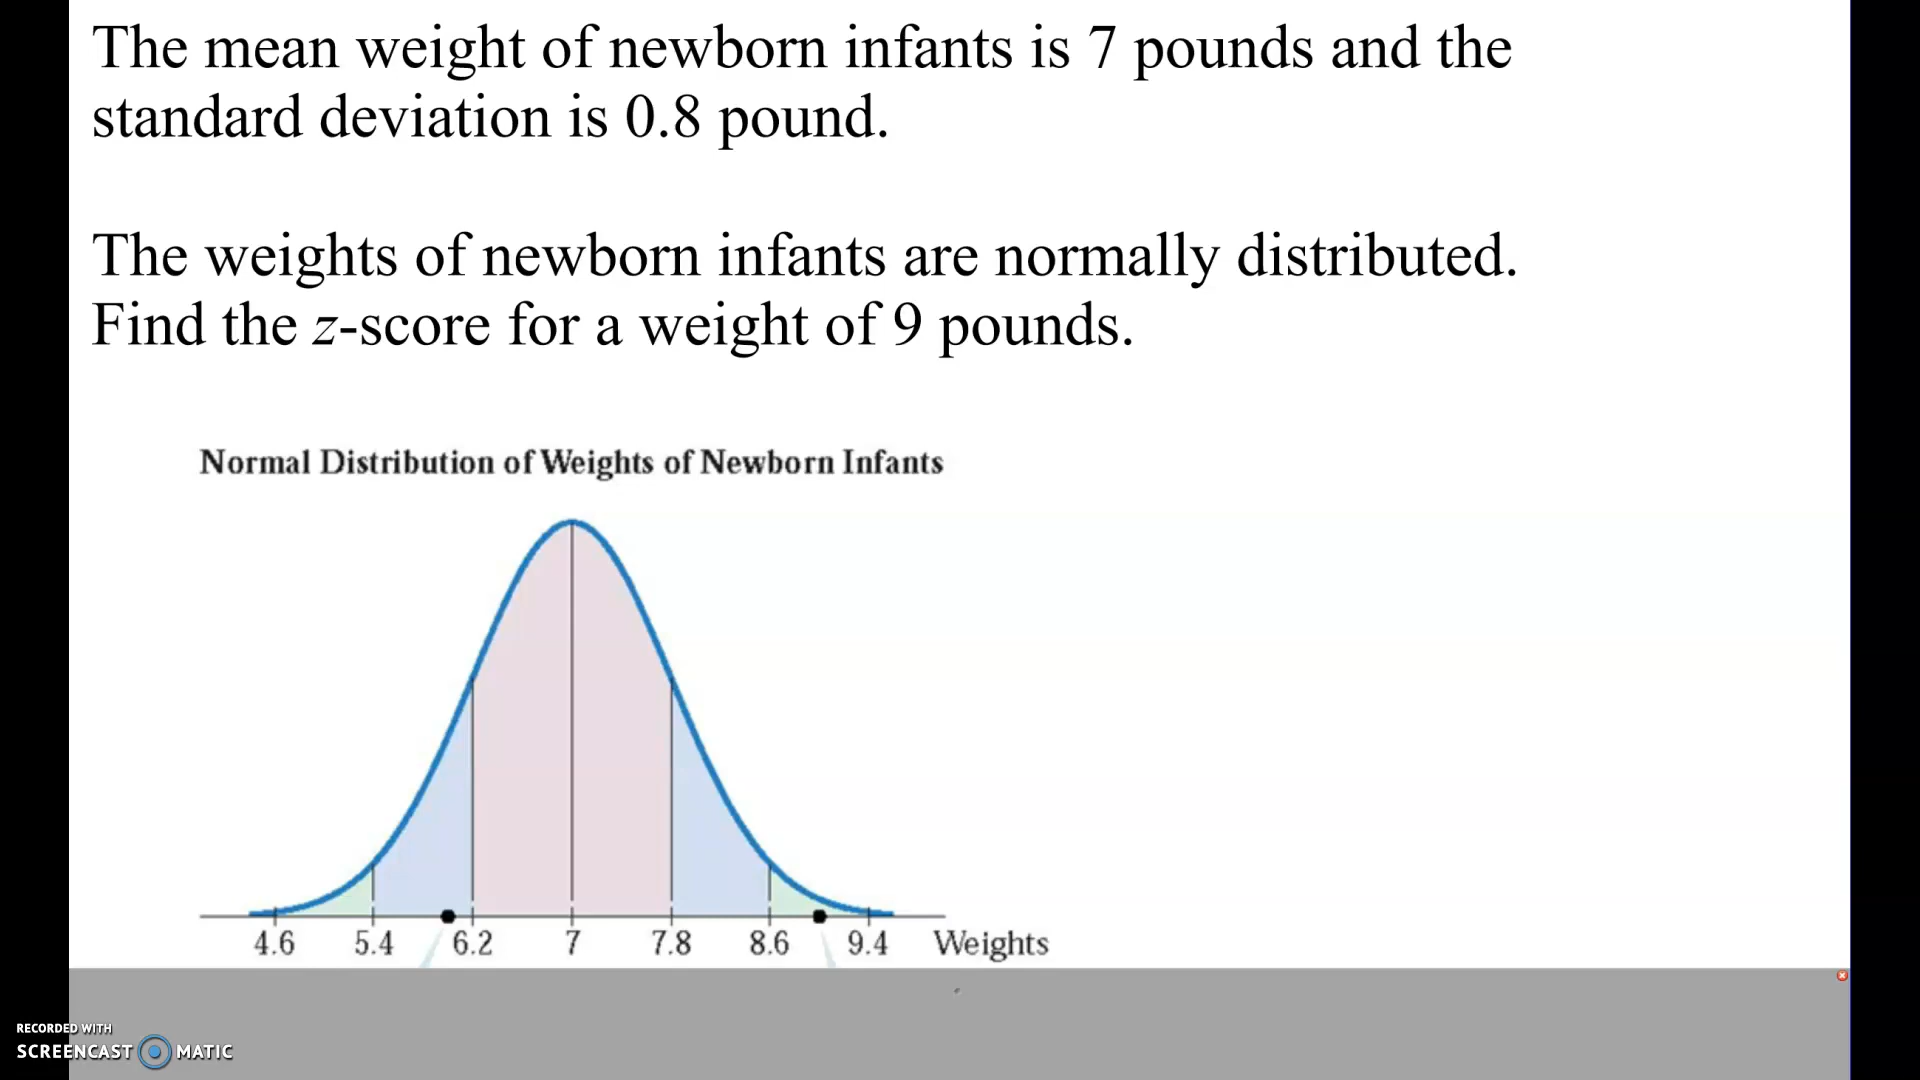 The mean weight of newborn infants is 7 pounds and the
standard deviation is 0.8 pound.
The weights of newborn infants are normally distributed.
Find the z-score for a weight of 9 pounds.
Normal Distribution of Weights of Newborn Infants
4.6 5.4 6.2 7 7.8 8.6 9.4 Weights
RECORDED WITH
SCREENCAST MATIC